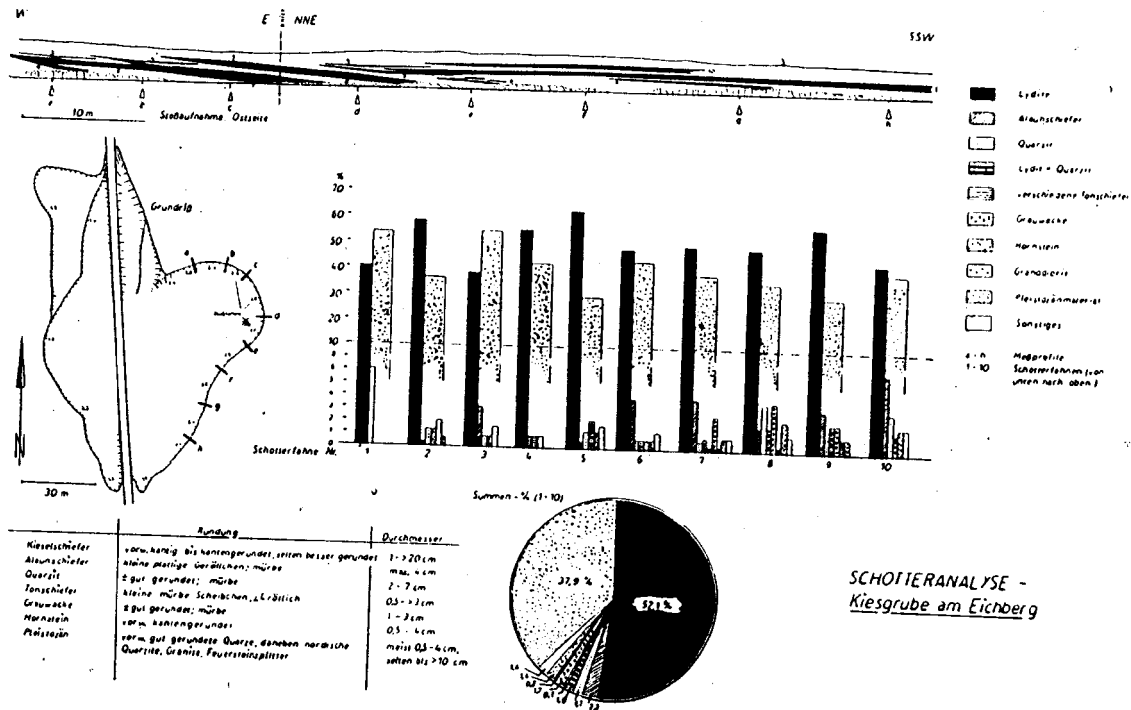 W
E
NNE
SSW
10 m
Stoßaufnahme Ostseite
a
b
c
d
e
f
g
h
Lydite
Alaunschiefer
Quarzit
Lydit + Quarzit
verschiedene Tonschiefer
Grauwacke
Hornstein
Granodiorit
Pleistozänmaterial
Sonstiges
a - h Meßprofile
1 - 10 Schotterfahnen (von
unten nach oben)
Grundriß
a
b
c
d
e
f
g
h
N
30 m
%
70
60
50
40
30
20
10
Schotterfahne Nr. 1 2 3 4 5 6 7 8 9 10
Summen - % (1-10)
37,9 %
Rundung
Durchmesser
Kieselschiefer vorw. kantig bis kantengerundet, selten besser gerundet 1 - >20 cm
Alaunschiefer kleine plattige Geröllchen; mürbe max. 4 cm
Quarzit ± gut gerundet; mürbe 2 - 7 cm
Tonschiefer kleine mürbe Scheibchen, rötlich 0,5 - >3 cm
Grauwacke ± gut gerundet; mürbe 1 - 3 cm
Hornstein vorw. kantengerundet 0,5 - 4 cm
Pleistozän vorw. gut gerundete Quarze, daneben nordische meist 0,5 - 4 cm,
Quarzite, Granite, Feuersteinsplitter selten bis >10 cm
SCHOTTERANALYSE -
Kiesgrube am Eichberg